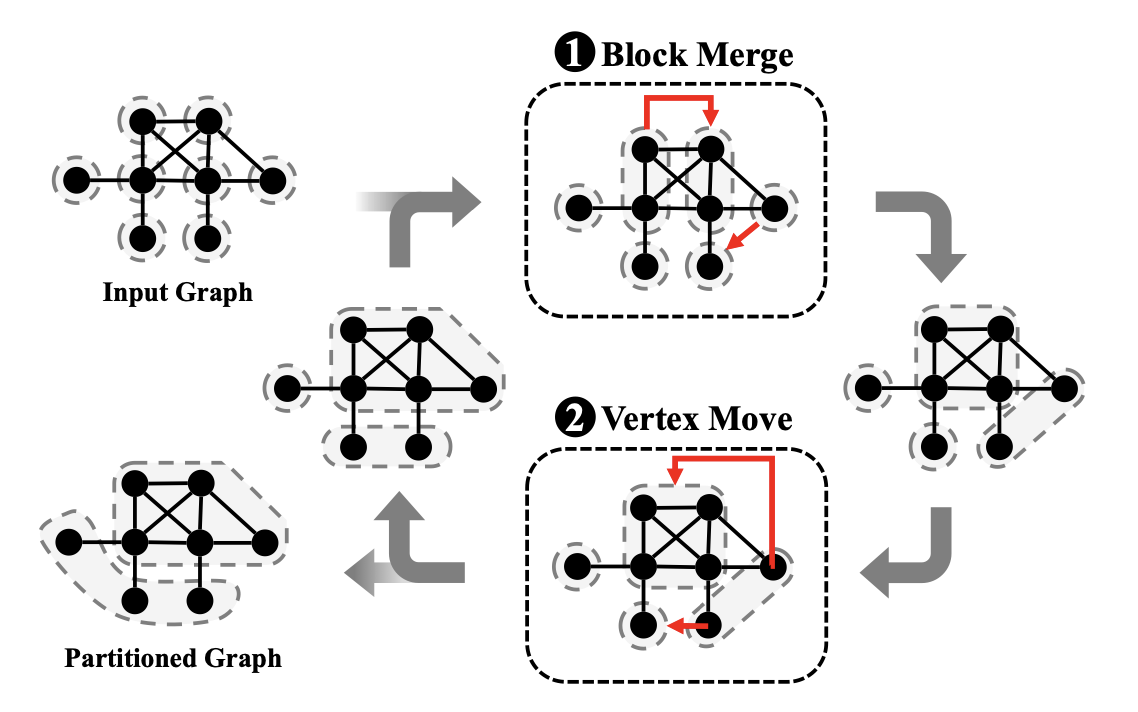 ❶ Block Merge
Input Graph
❷ Vertex Move
Partitioned Graph